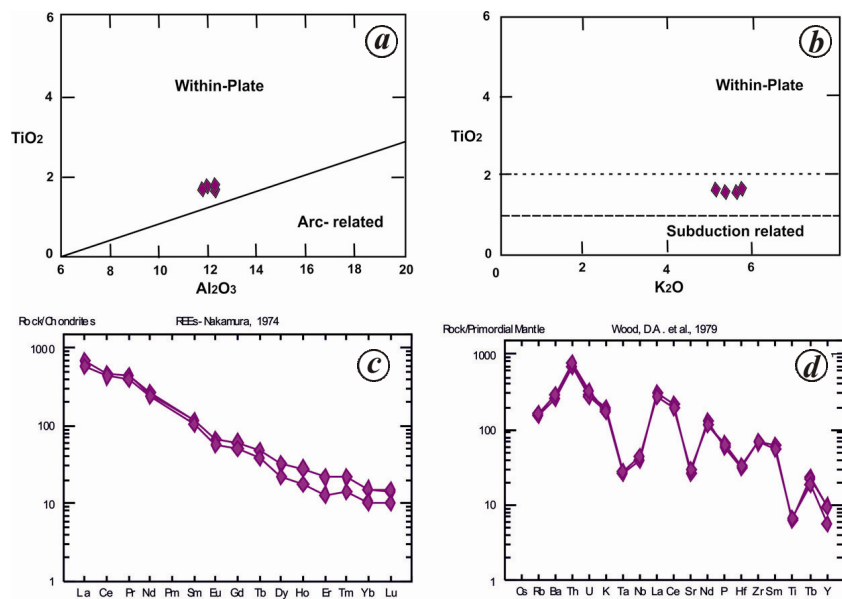 a
6
Within-Plate
4
TiO2
2
Arc- related
0
6 8 10 12 14 16 18 20
Al2O3
b
6
Within-Plate
4
TiO2
2
Subduction related
0
0 2 4 6
K2O
Rock/Chondrites REEs- Nakamura, 1974
c
1000
100
10
1
La Ce Pr Nd Pm Sm Eu Gd Tb Dy Ho Er Tm Yb Lu
Rock/Primordial Mantle Wood, D.A. et al., 1979
d
1000
100
10
1
Cs Rb Ba Th U K Ta Nb La Ce Sr Nd P Hf Zr Sm Ti Tb Y